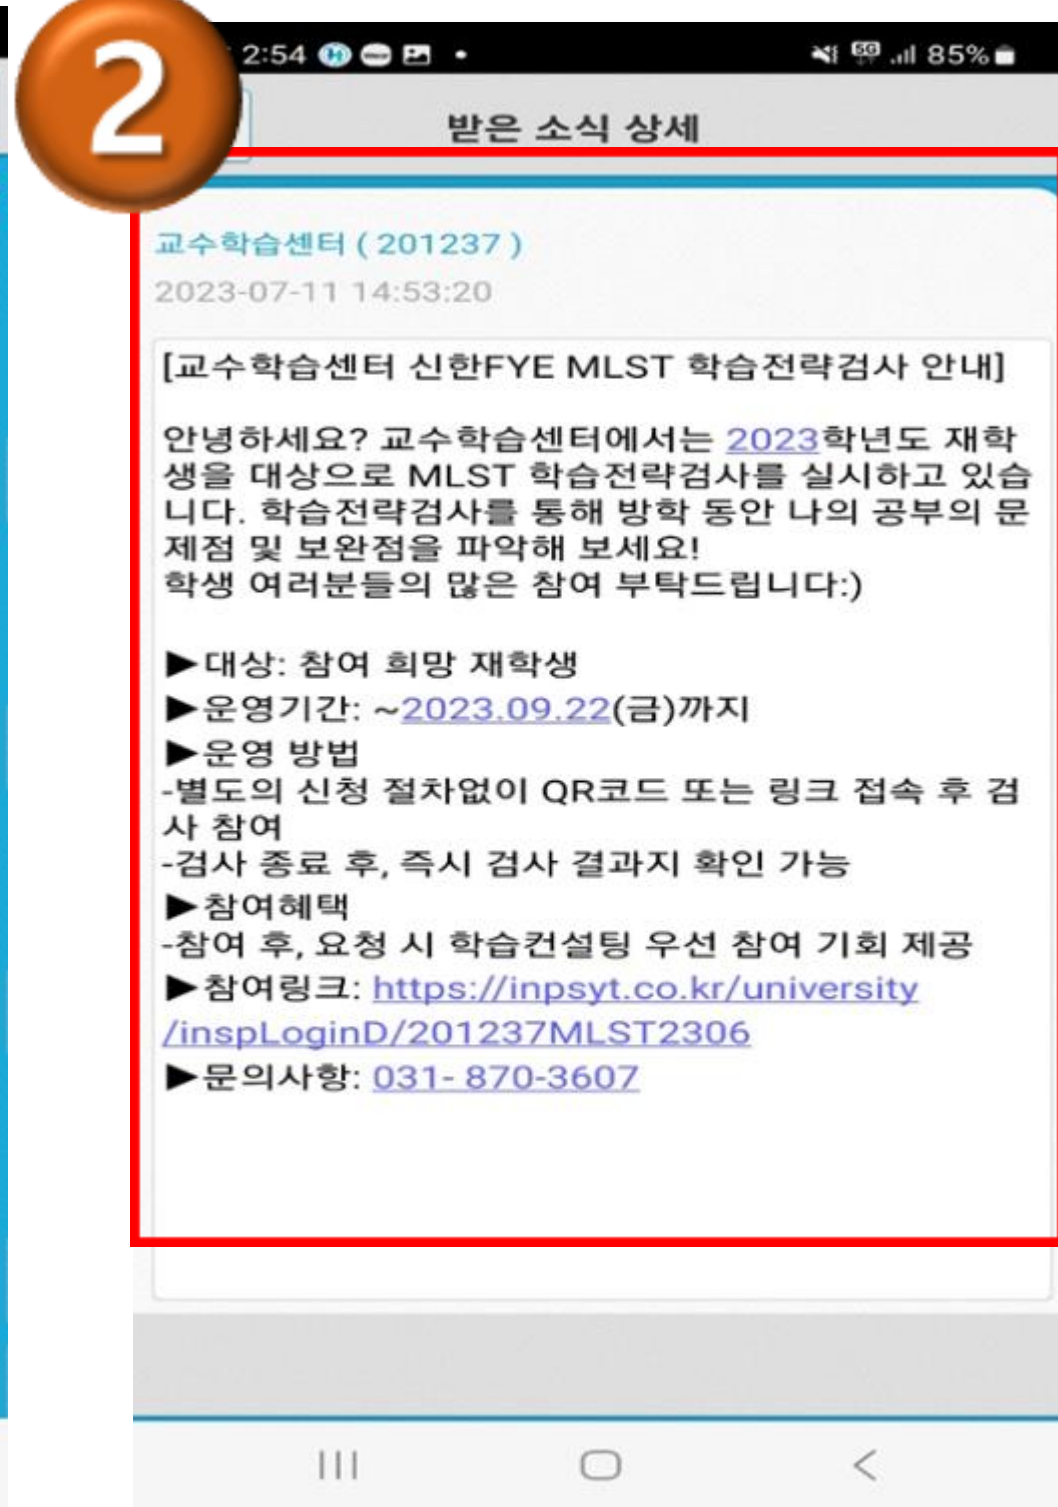 2
2:54
5G
85%
받은 소식 상세
교수학습센터 ( 201237 )
2023-07-11 14:53:20
[교수학습센터 신한FYE MLST 학습전략검사 안내]
안녕하세요? 교수학습센터에서는 2023학년도 재학
생을 대상으로 MLST 학습전략검사를 실시하고 있습
니다. 학습전략검사를 통해 방학 동안 나의 공부의 문
제점 및 보완점을 파악해 보세요!
학생 여러분들의 많은 참여 부탁드립니다:)
▶대상: 참여 희망 재학생
▶운영기간: ~2023.09.22(금)까지
▶운영 방법
-별도의 신청 절차없이 QR코드 또는 링크 접속 후 검
사 참여
-검사 종료 후, 즉시 검사 결과지 확인 가능
▶참여혜택
-참여 후, 요청 시 학습컨설팅 우선 참여 기회 제공
▶참여링크: https://inpsyt.co.kr/university
/inspLoginD/201237MLST2306
▶문의사항: 031- 870-3607